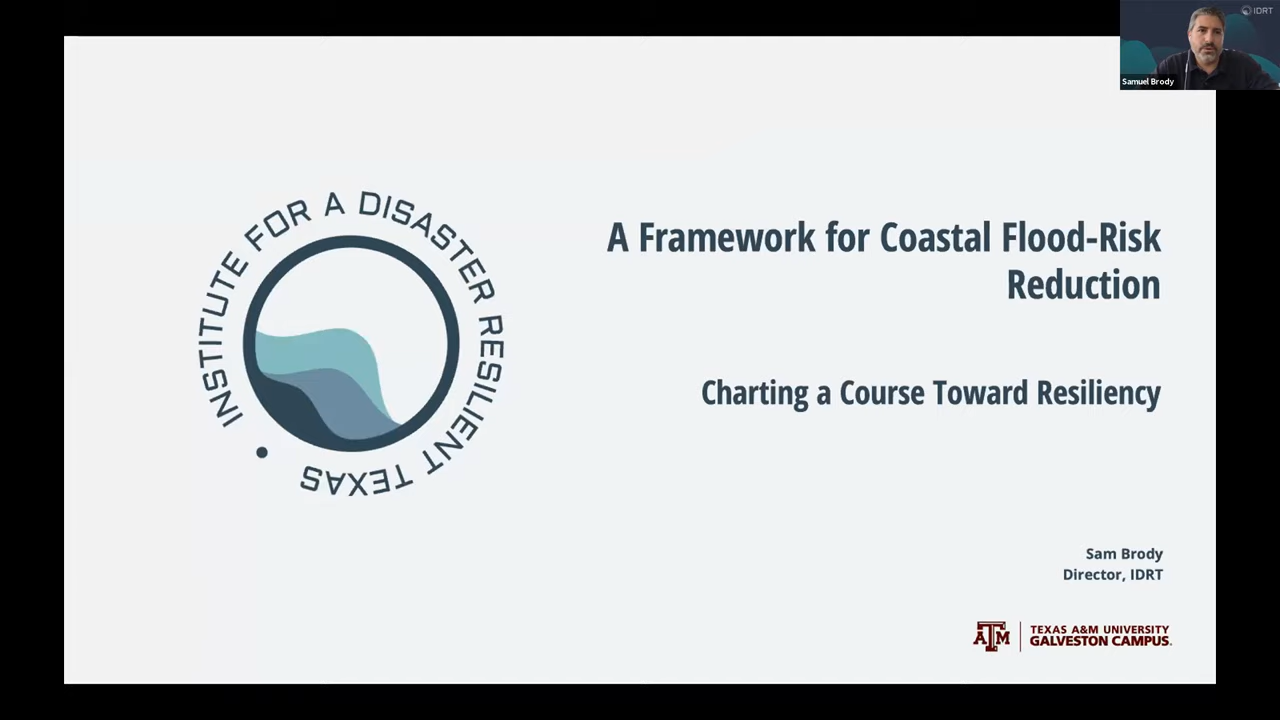 IDRT
Samuel Brody
INSTITUTE FOR A DISASTER RESILIENT TEXAS
A Framework for Coastal Flood-Risk
Reduction
Charting a Course Toward Resiliency
Sam Brody
Director, IDRT
ATM
TEXAS A&M UNIVERSITY
GALVESTON CAMPUS.